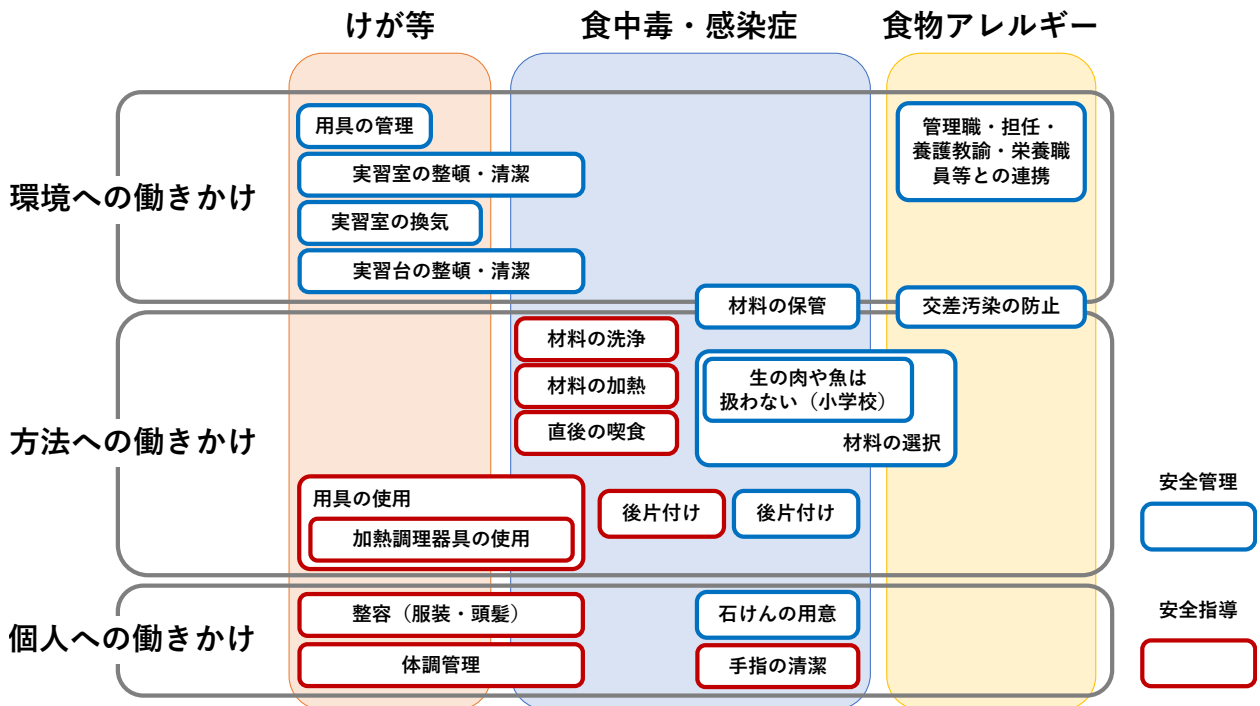 けが等
食中毒・感染症
食物アレルギー
環境への働きかけ
用具の管理
実習室の整頓・清潔
実習室の換気
実習台の整頓・清潔
管理職・担任・
養護教諭・栄養職
員等との連携
材料の保管
交差汚染の防止
方法への働きかけ
材料の洗浄
材料の加熱
直後の喫食
生の肉や魚は
扱わない（小学校）
材料の選択
用具の使用
加熱調理器具の使用
後片付け
後片付け
個人への働きかけ
整容（服装・頭髪）
体調管理
石けんの用意
手指の清潔
安全管理
安全指導